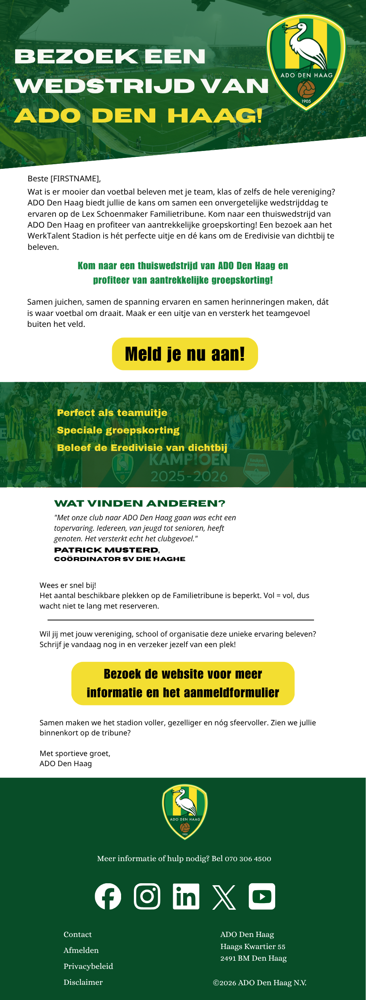 BEZOEK EEN
WEDSTRIJD VAN
ADO DEN HAAG!
ADO DEN HAAG
1905
Beste [FIRSTNAME],
Wat is er mooier dan voetbal beleven met je team, klas of zelfs de hele vereniging?
ADO Den Haag biedt jullie de kans om samen een onvergetelijke wedstrijddag te
ervaren op de Lex Schoenmaker Familietribune. Kom naar een thuiswedstrijd van
ADO Den Haag en profiteer van aantrekkelijke groepskorting! Een bezoek aan het
WerkTalent Stadion is hét perfecte uitje en dé kans om de Eredivisie van dichtbij te
beleven.
Kom naar een thuiswedstrijd van ADO Den Haag en
profiteer van aantrekkelijke groepskorting!
Samen juichen, samen de spanning ervaren en samen herinneringen maken, dát
is waar voetbal om draait. Maak er een uitje van en versterk het teamgevoel
buiten het veld.
Meld je nu aan!
Perfect als teamuitje
Speciale groepskorting
Beleef de Eredivisie van dichtbij
ADO DEN HAAG
KAMPIOEN
2025-2026
Keuken
Kampioen
divisie
WAT VINDEN ANDEREN?
"Met onze club naar ADO Den Haag gaan was echt een
topervaring. Iedereen, van jeugd tot senioren, heeft
genoten. Het versterkt echt het clubgevoel."
PATRICK MUSTERD,
COÖRDINATOR SV DIE HAGHE
Wees er snel bij!
Het aantal beschikbare plekken op de Familietribune is beperkt. Vol = vol, dus
wacht niet te lang met reserveren.
Wil jij met jouw vereniging, school of organisatie deze unieke ervaring beleven?
Schrijf je vandaag nog in en verzeker jezelf van een plek!
Bezoek de website voor meer
informatie en het aanmeldformulier
Samen maken we het stadion voller, gezelliger en nóg sfeervoller. Zien we jullie
binnenkort op de tribune?
Met sportieve groet,
ADO Den Haag
ADO DEN HAAG
1905
Meer informatie of hulp nodig? Bel 070 306 4500
Contact
Afmelden
Privacybeleid
Disclaimer
ADO Den Haag
Haags Kwartier 55
2491 BM Den Haag
©2026 ADO Den Haag N.V.